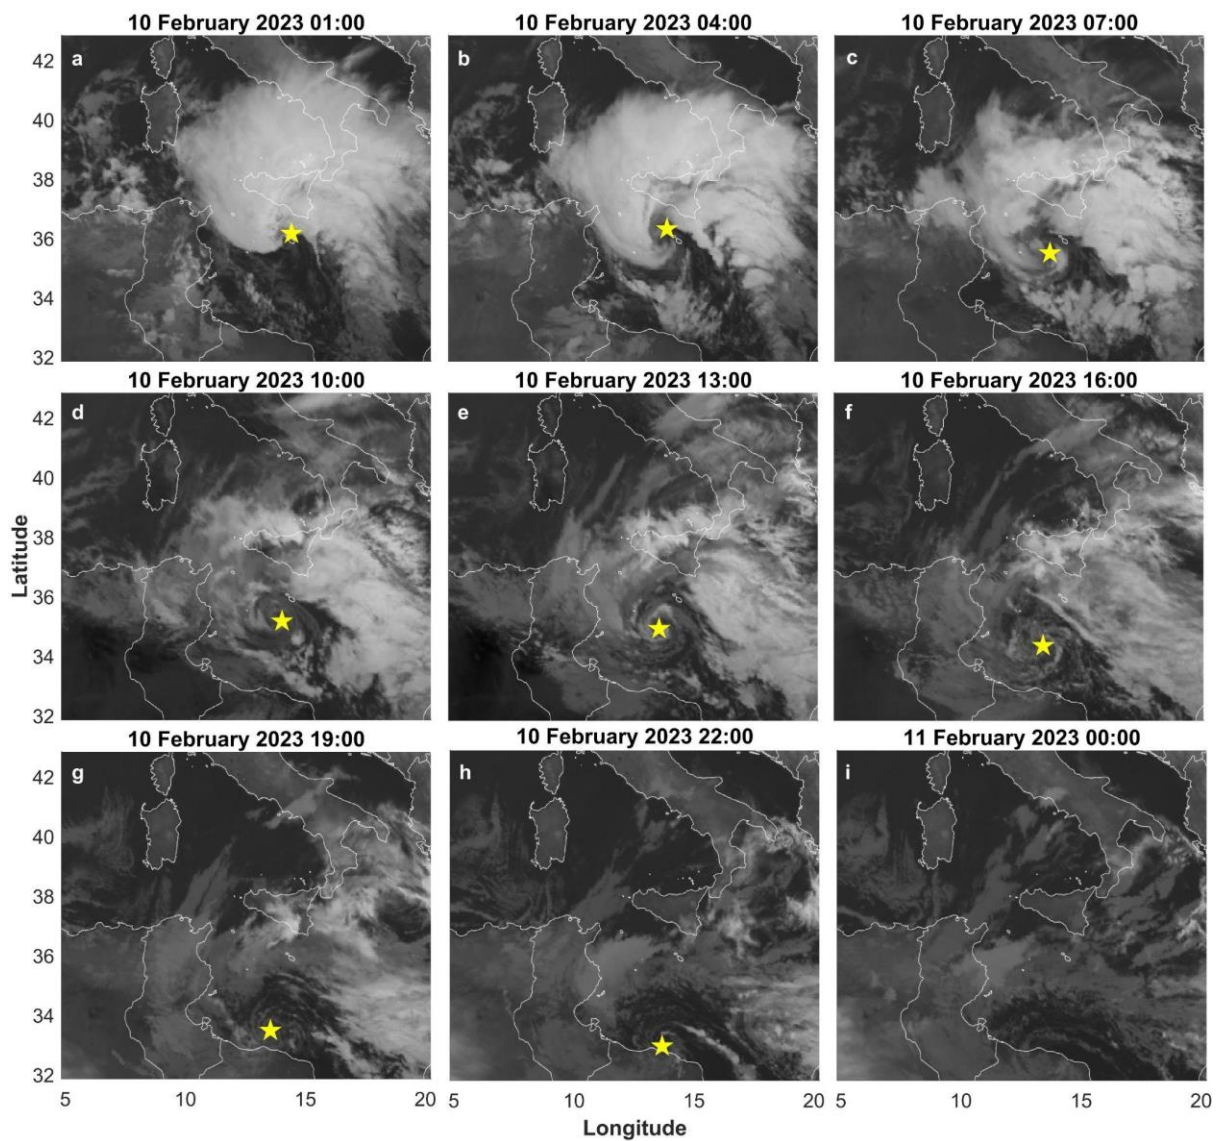 10 February 2023 01:00
10 February 2023 04:00
10 February 2023 07:00
a
b
c
42
40
38
36
34
32
10 February 2023 10:00
10 February 2023 13:00
10 February 2023 16:00
d
e
f
42
40
38
36
34
32
Latitude
10 February 2023 19:00
10 February 2023 22:00
11 February 2023 00:00
g
h
i
42
40
38
36
34
32
5 10 15 20
5 10 15 20
5 10 15 20
Longitude